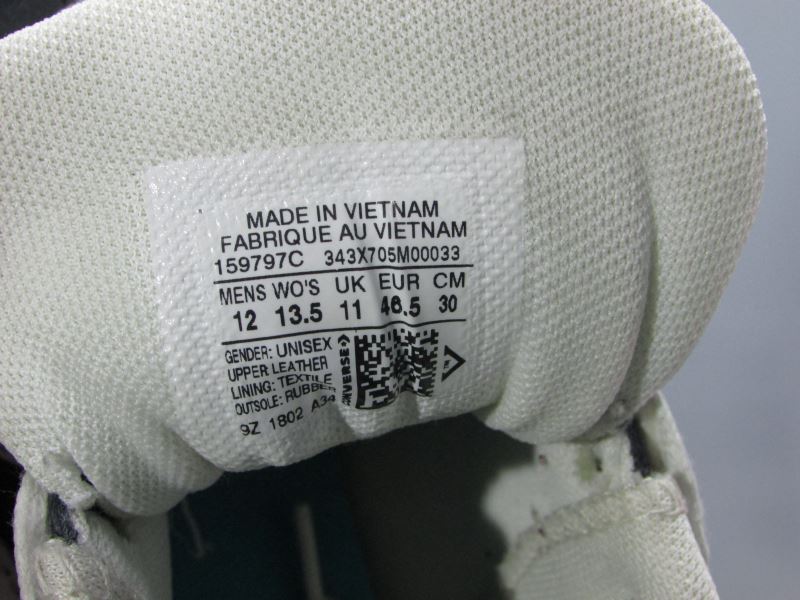 MADE IN VIETNAM
FABRIQUE AU VIETNAM
159797C 343X705M00033
MENS WO'S UK EUR CM
12 13.5 11 46.5 30
GENDER: UNISEX
UPPER LEATHER
LINING: TEXTILE
OUTSOLE: RUBBER
9Z 1802 A34
CONVERSE